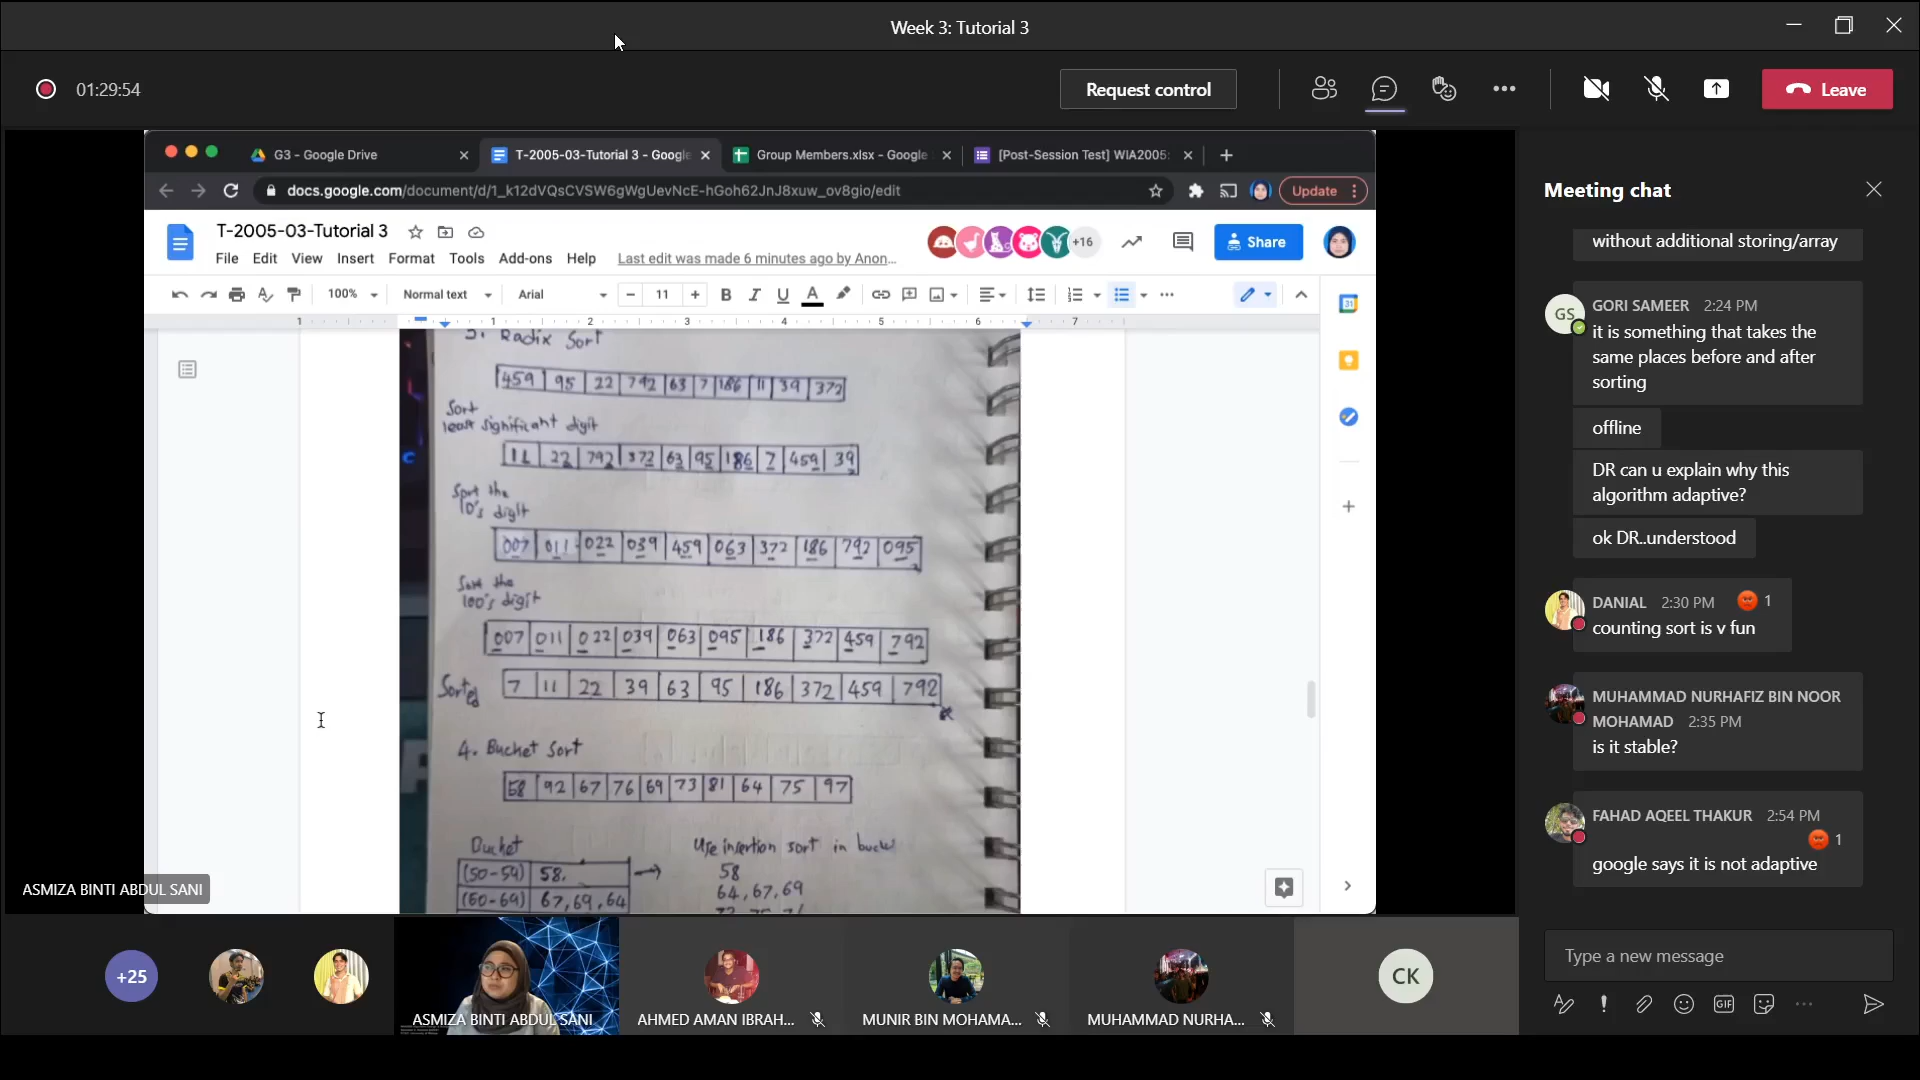 Week 3: Tutorial 3
01:29:54
Request control
Leave
G3 - Google Drive
T-2005-03-Tutorial 3 - Google
Group Members.xlsx - Google
[Post-Session Test] WIA2005:
docs.google.com/document/d/1_k12dVQsCVSW6gWgUevNcE-hGoh62JnJ8xuw_ov8gio/edit
Update
T-2005-03-Tutorial 3
+16
Share
File Edit View Insert Format Tools Add-ons Help Last edit was made 6 minutes ago by Anon...
100% Normal text Arial 11
1 1 2 3 4 5 6 7
3. Radix Sort
459 95 22 792 63 7 186 11 39 372
Sort
least significant digit
11 22 792 372 63 95 186 7 459 39
Sort the
10's digit
007 011 022 039 459 063 372 186 792 095
Sort the
100's digit
007 011 022 039 063 095 186 372 459 792
Sorted 7 11 22 39 63 95 186 372 459 792
4. Bucket Sort
58 92 67 76 69 73 81 64 75 97
Bucket
Use insertion sort in
(50-59) 58.
58
(60-69) 67,69,64
64,67,69
ASMIZA BINTI ABDUL SANI
+25
ASMIZA BINTI ABDUL SANI
AHMED AMAN IBRAH...
MUNIR BIN MOHAMA...
MUHAMMAD NURHA...
CK
Meeting chat
without additional storing/array
GS
GORI SAMEER 2:24 PM
it is something that takes the
same places before and after
sorting
offline
DR can u explain why this
algorithm adaptive?
ok DR..understood
DANIAL 2:30 PM 1
counting sort is v fun
MUHAMMAD NURHAFIZ BIN NOOR
MOHAMAD 2:35 PM
is it stable?
FAHAD AQEEL THAKUR 2:54 PM
1
google says it is not adaptive
Type a new message
GIF